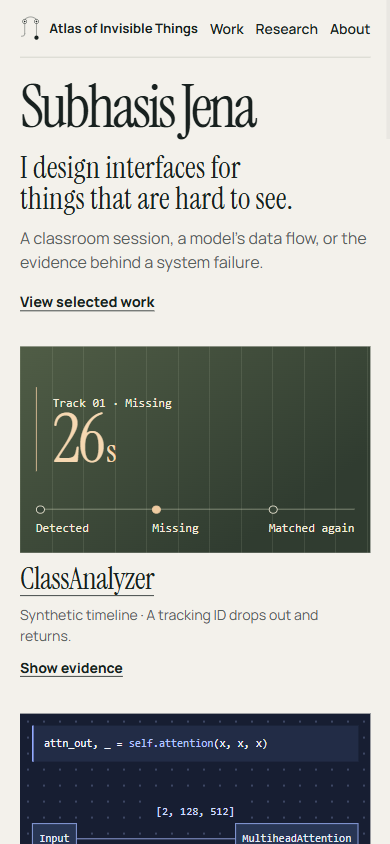 Atlas of Invisible Things Work Research About
Subhasis Jena
I design interfaces for
things that are hard to see.
A classroom session, a model's data flow, or the
evidence behind a system failure.
View selected work
Track 01 · Missing
26s
Detected Missing Matched again
ClassAnalyzer
Synthetic timeline · A tracking ID drops out and
returns.
Show evidence
attn_out, _ = self.attention(x, x, x)
[2, 128, 512]
Input MultiheadAttention